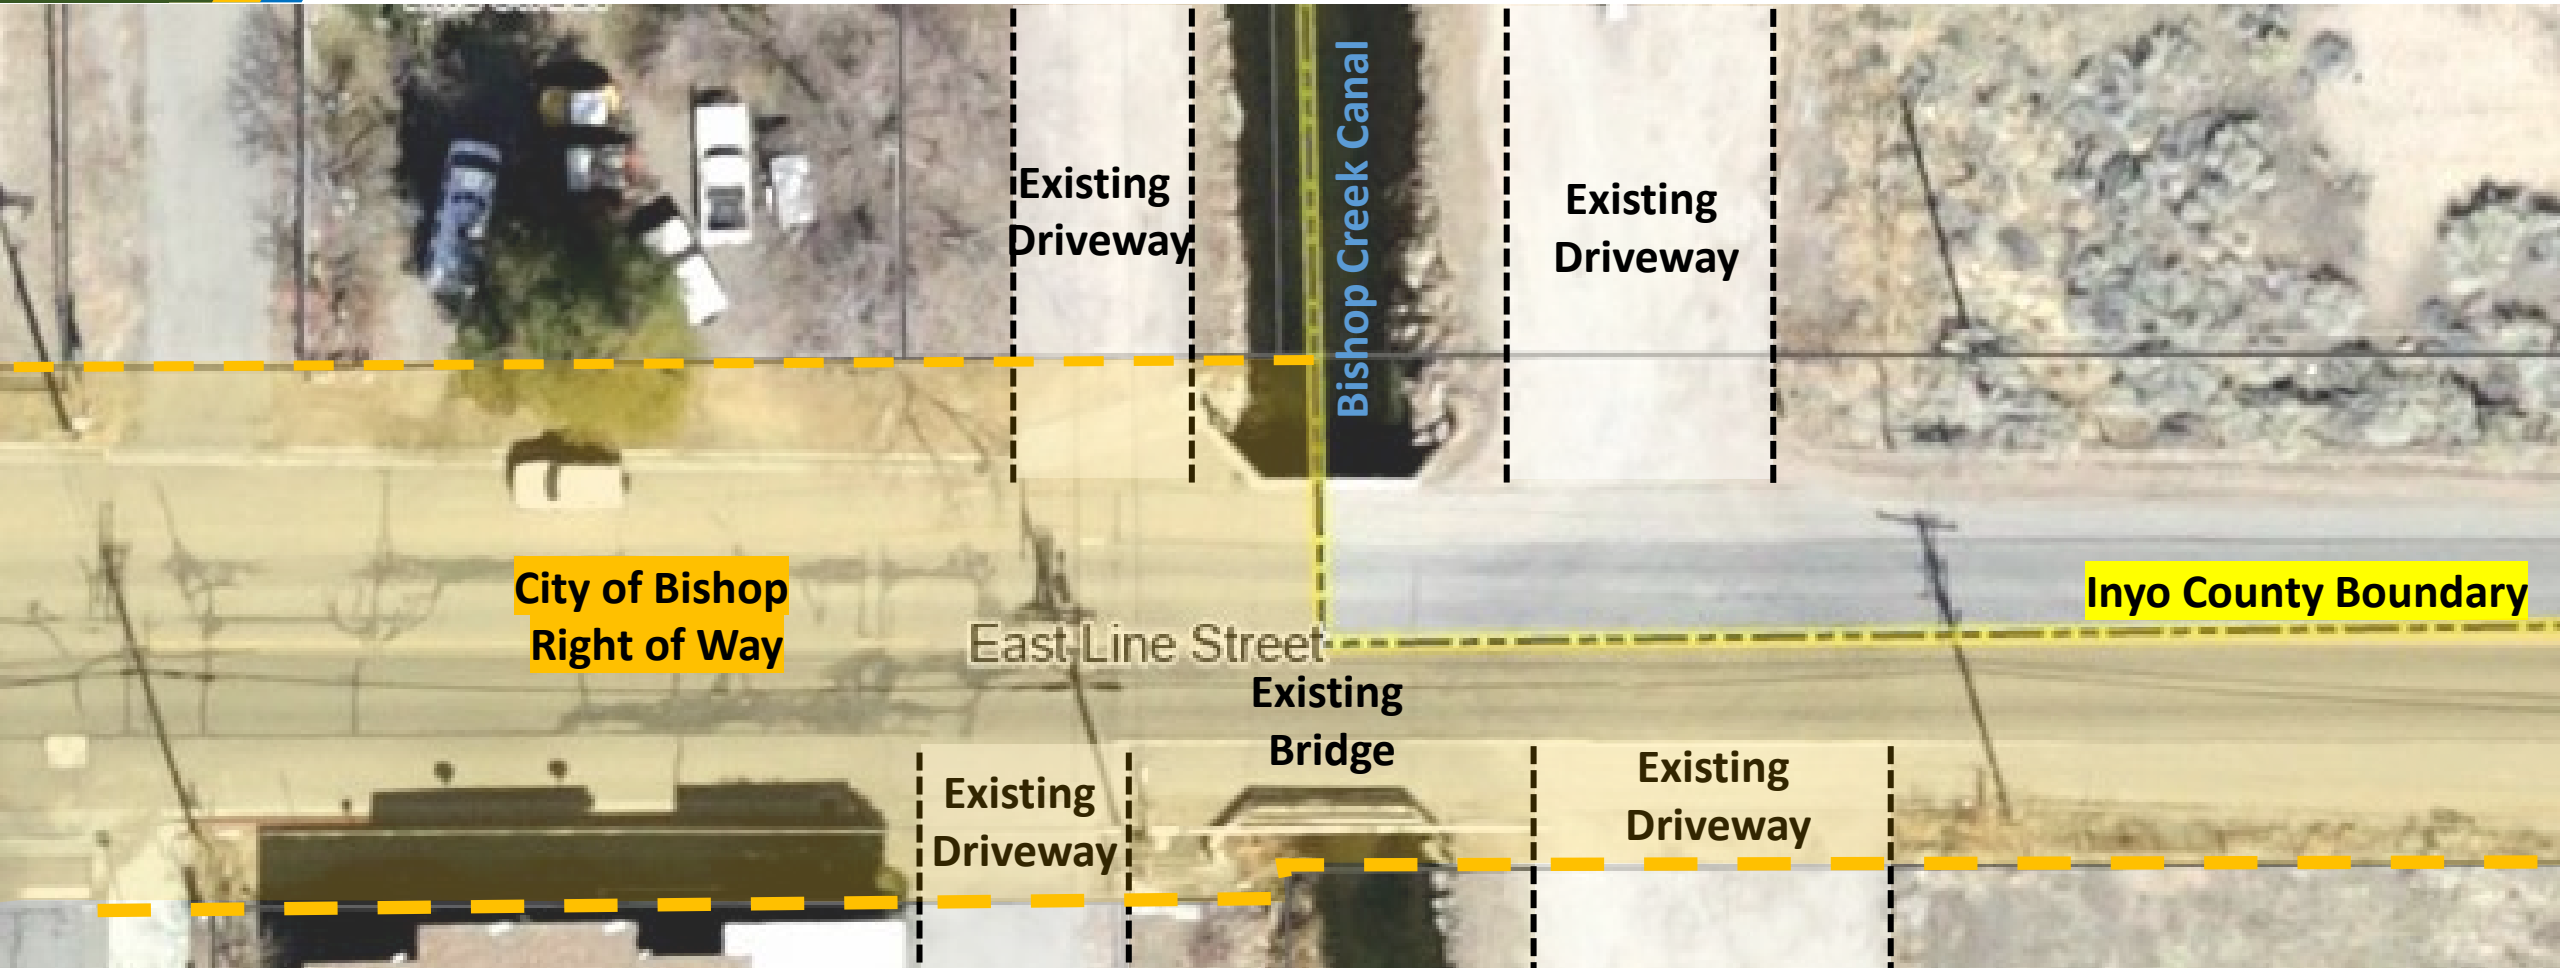 Existing
Driveway
Bishop Creek Canal
Existing
Driveway
City of Bishop
Right of Way
Inyo County Boundary
East Line Street
Existing
Bridge
Existing
Driveway
Existing
Driveway